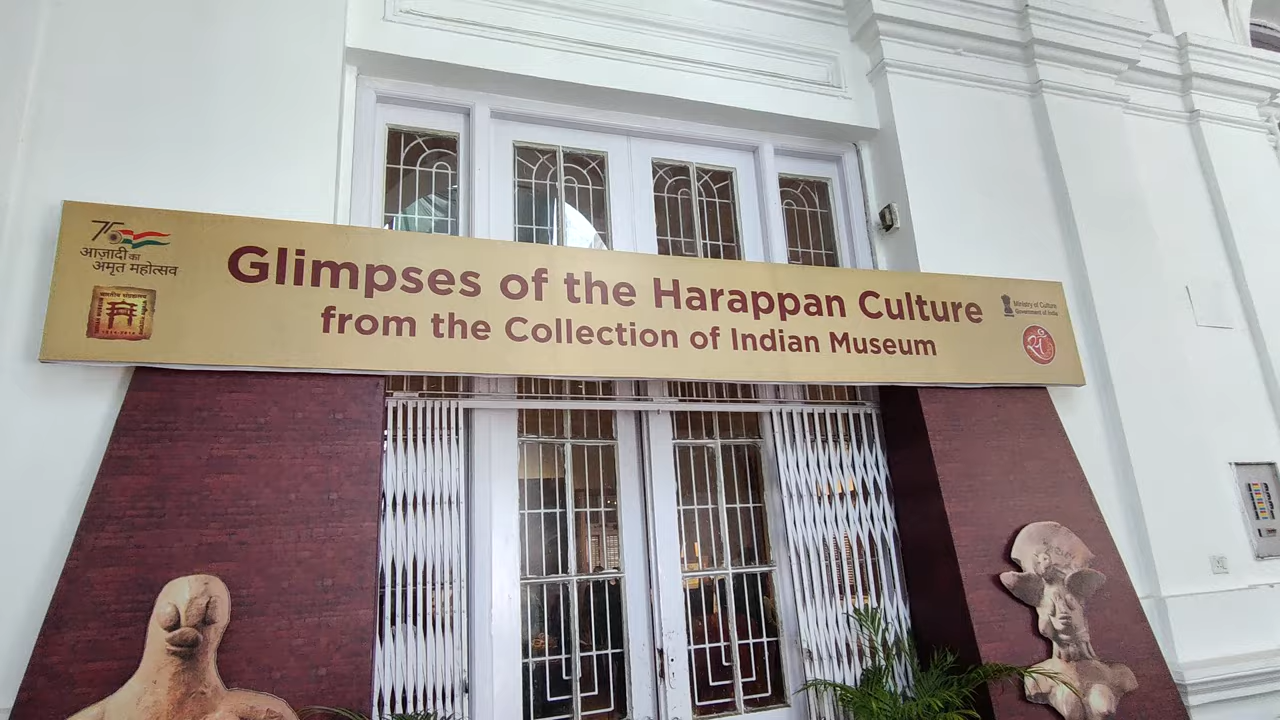 75
आज़ादी का
अमृत महोत्सव
Glimpses of the Harappan Culture
from the Collection of Indian Museum
Ministry of Culture
Government of India